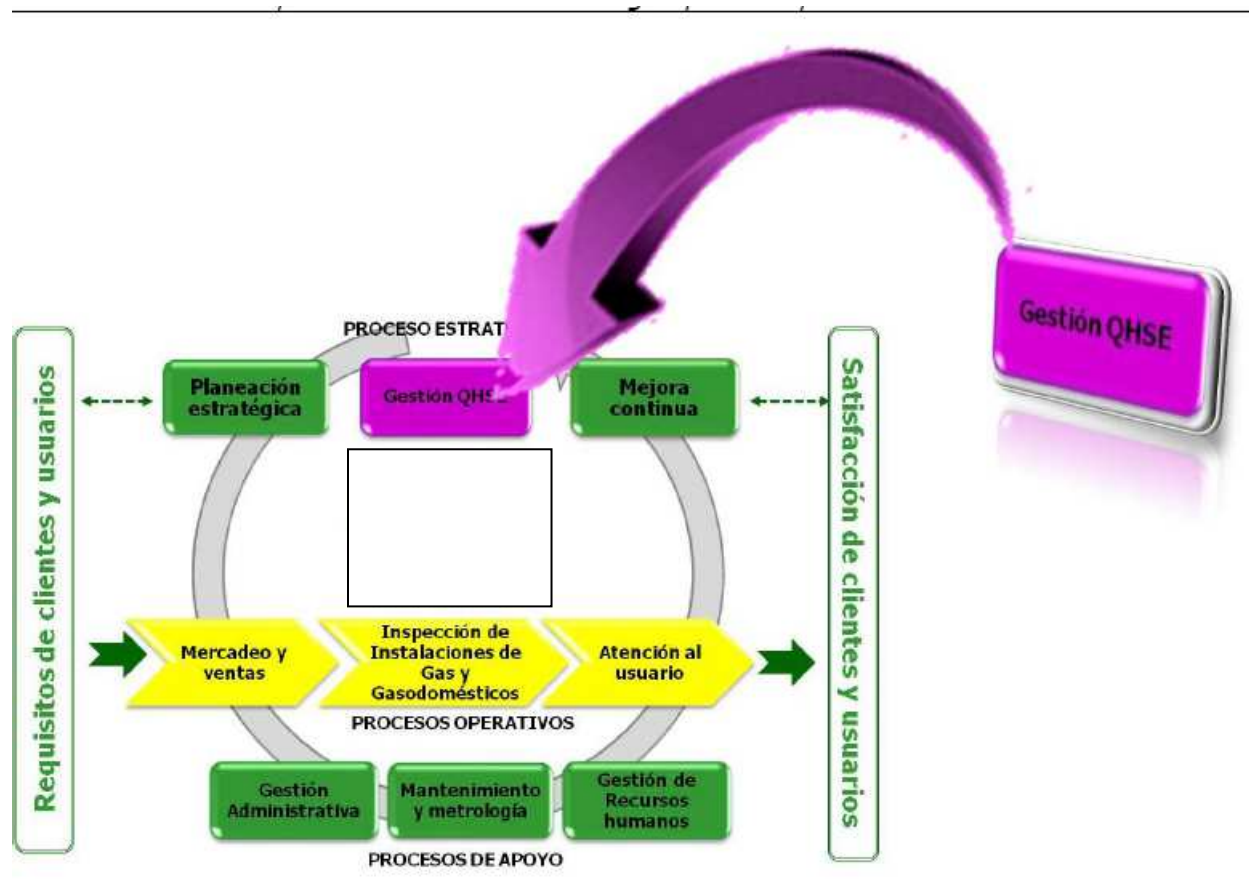 Gestión QHSE
PROCESO ESTRAT
Planeación
estratégica
Gestión QHSE
Mejora
continua
Requisitos de clientes y usuarios
Satisfacción de clientes y usuarios
Mercadeo y
ventas
Inspección de
Instalaciones de
Gas y
Gasodomésticos
Atención al
usuario
PROCESOS OPERATIVOS
Gestión
Administrativa
Mantenimiento
y metrología
Gestión de
Recursos
humanos
PROCESOS DE APOYO